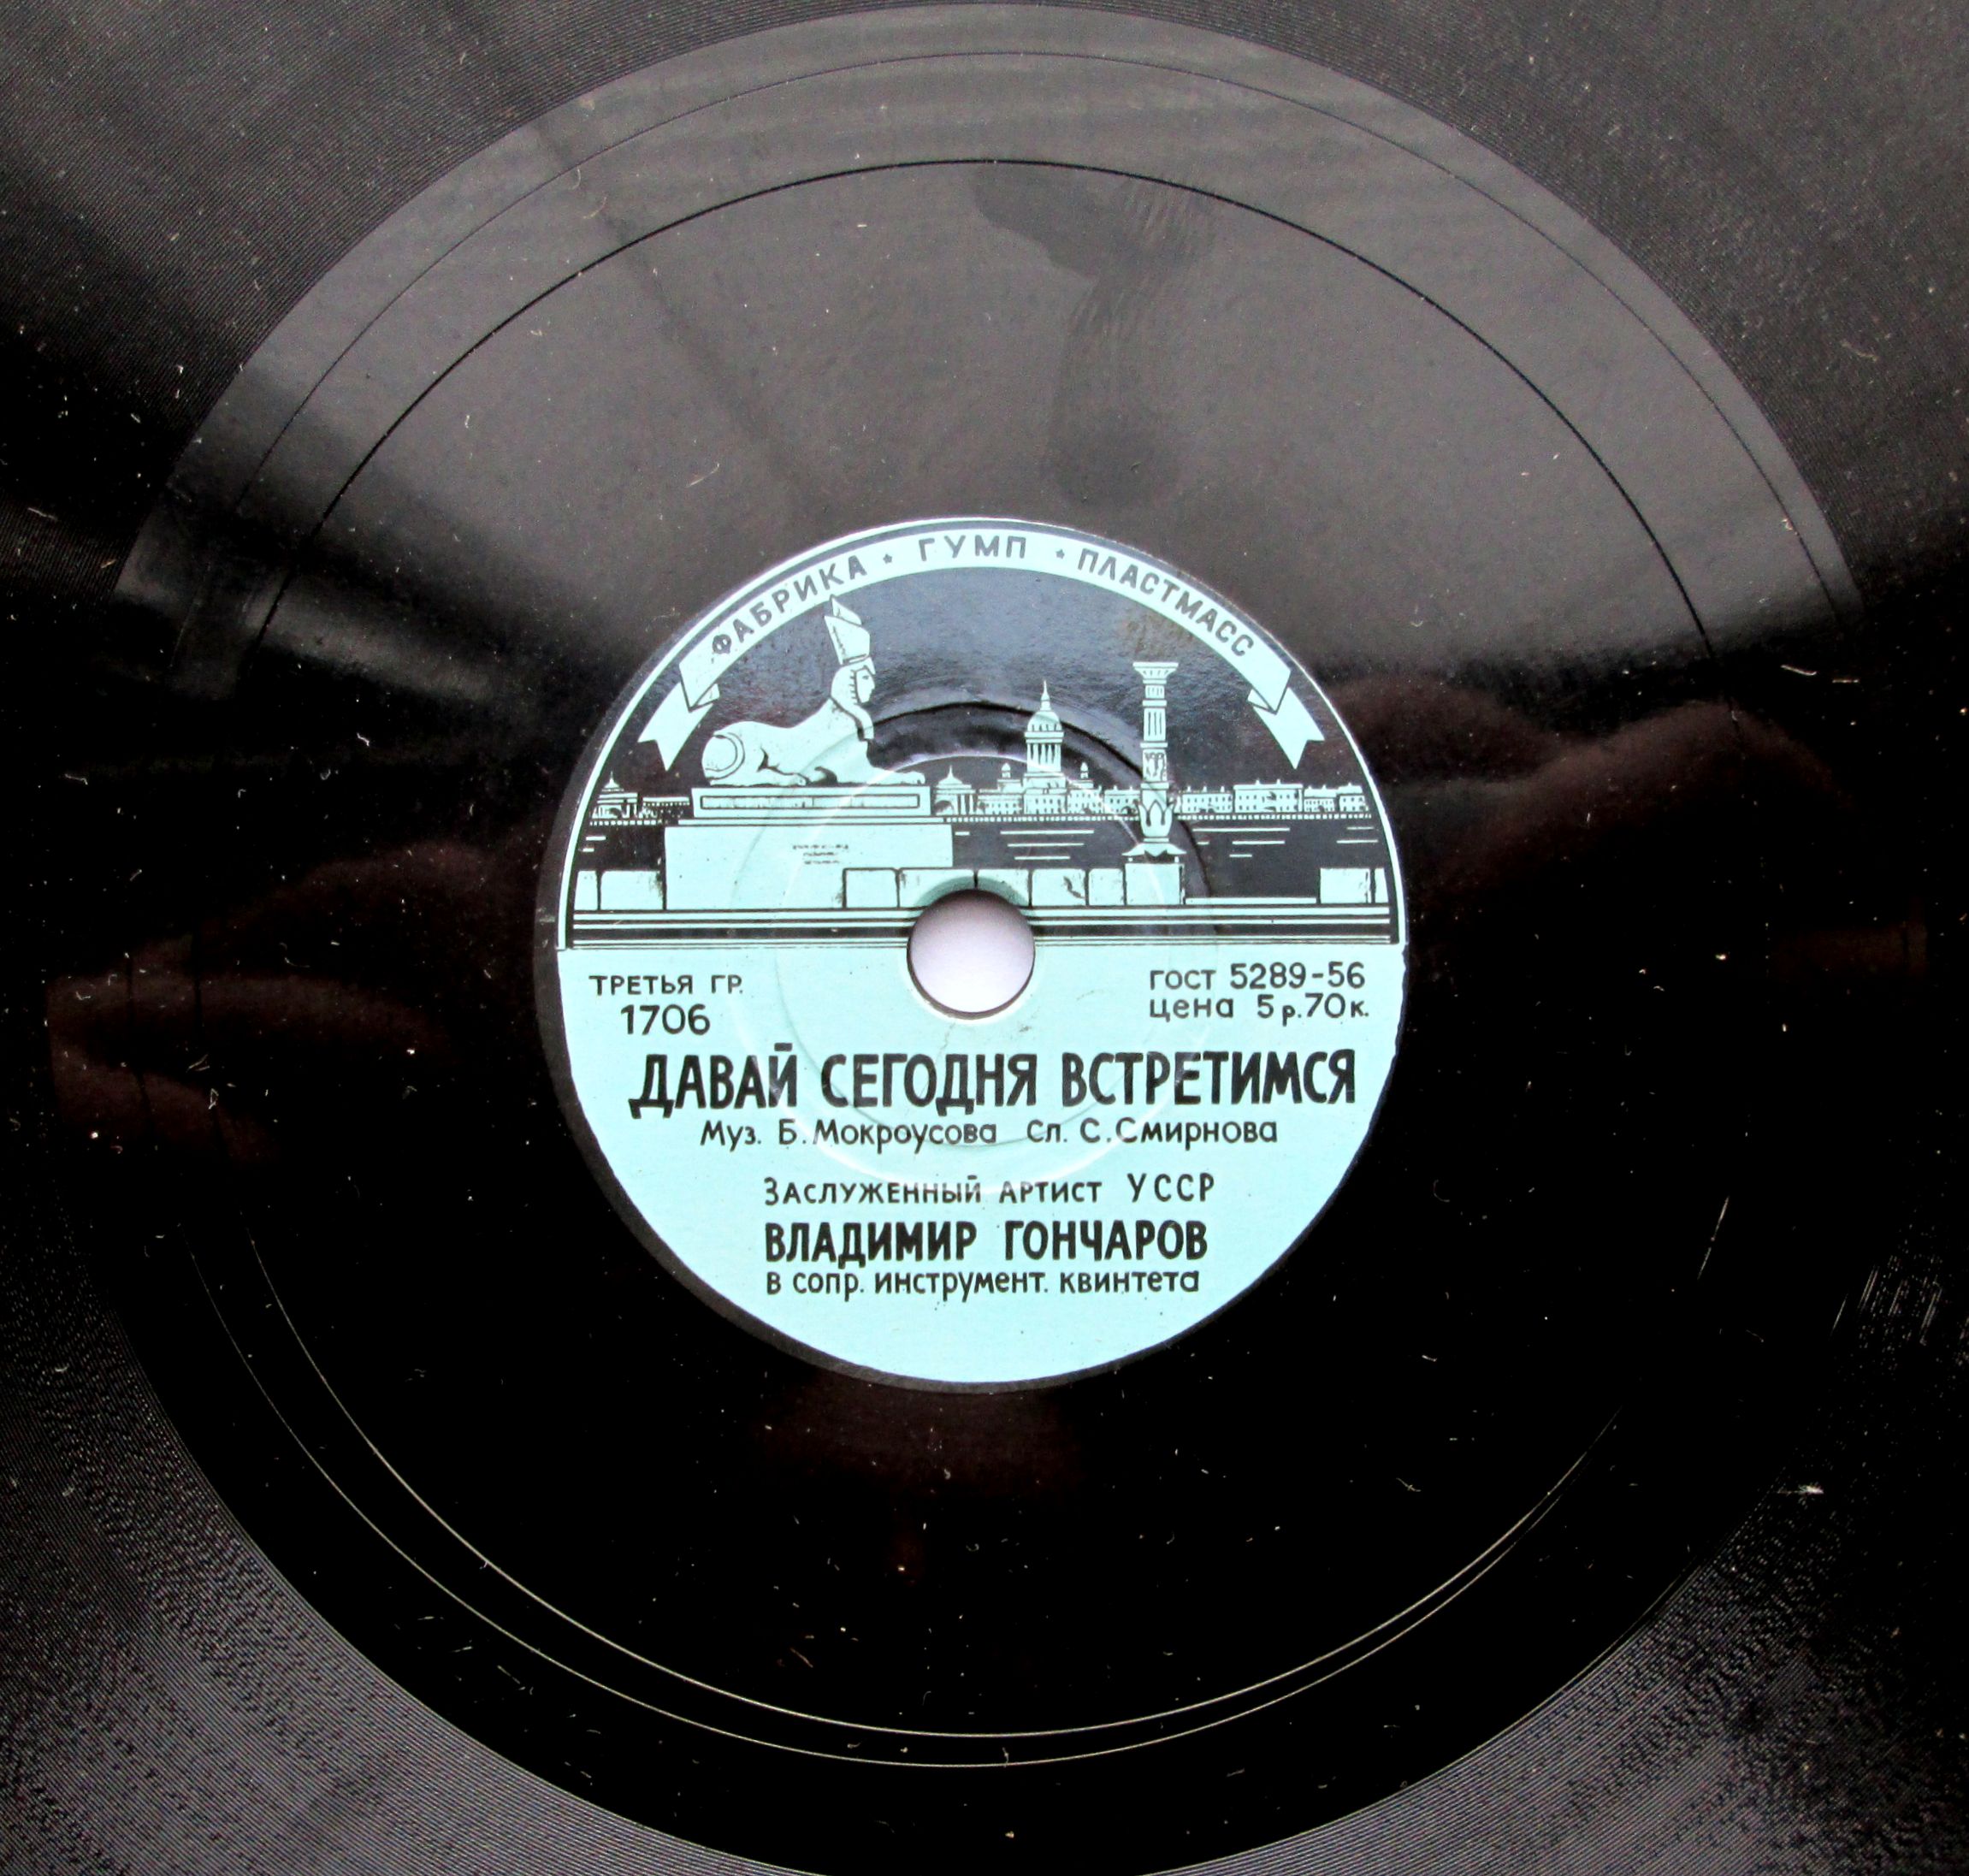 ФАБРИКА * ГУМП * ПЛАСТМАСС
ТРЕТЬЯ ГР.
1706
ГОСТ 5289-56
цена 5 р. 70 к.
ДАВАЙ СЕГОДНЯ ВСТРЕТИМСЯ
Муз. Б. Мокроусова Сл. С. Смирнова
ЗАСЛУЖЕННЫЙ АРТИСТ УССР
ВЛАДИМИР ГОНЧАРОВ
в сопр. инструмент. квинтета